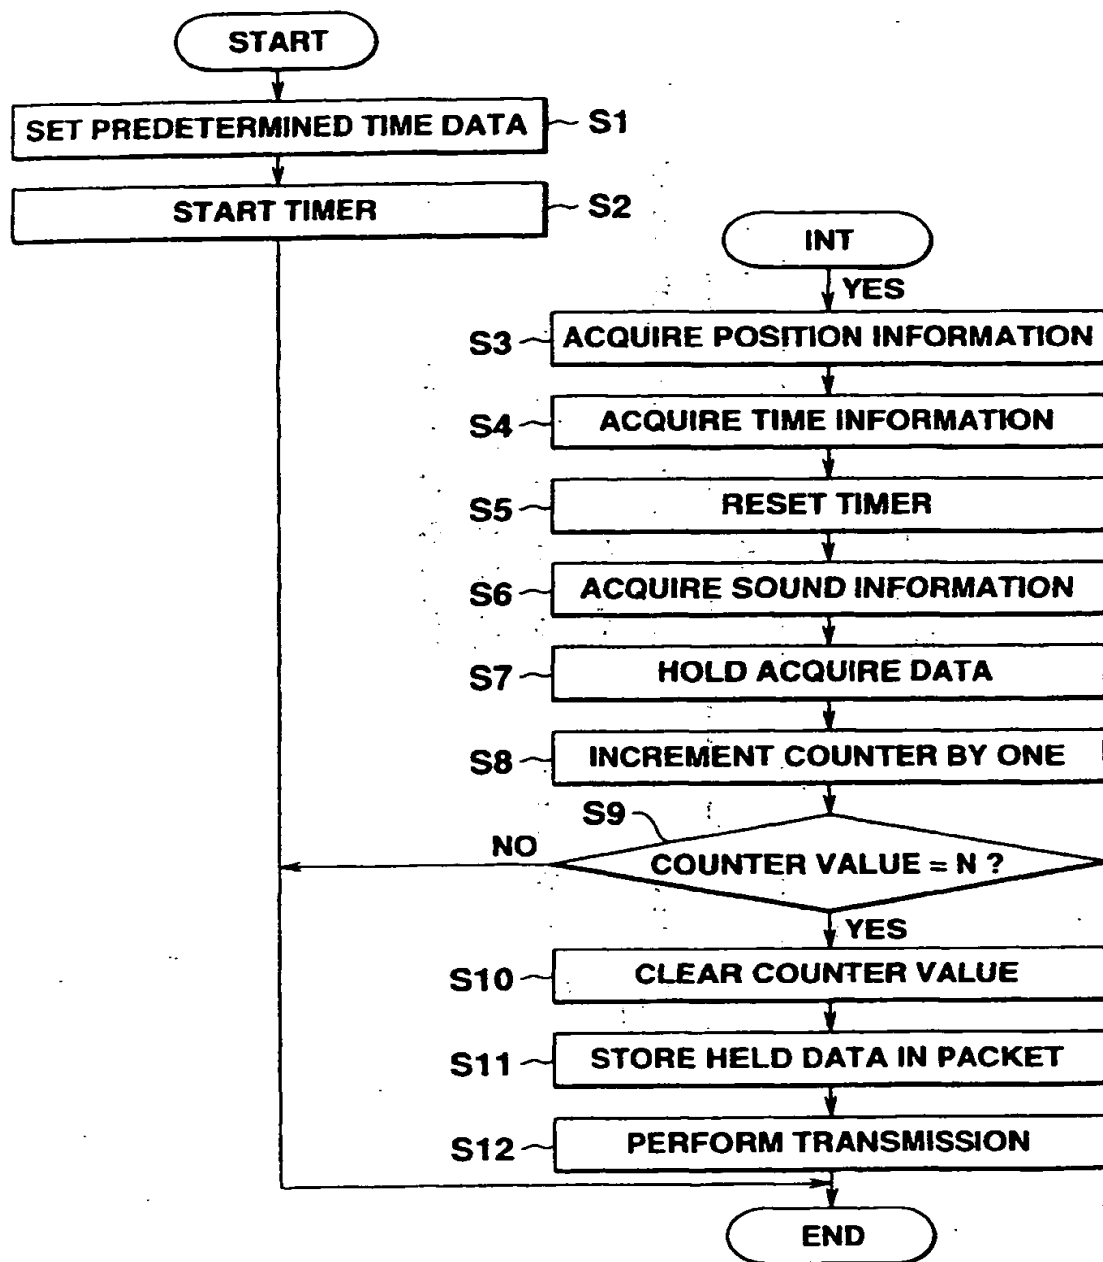 START
SET PREDETERMINED TIME DATA
S1
START TIMER
S2
INT
YES
S3
ACQUIRE POSITION INFORMATION
S4
ACQUIRE TIME INFORMATION
S5
RESET TIMER
S6
ACQUIRE SOUND INFORMATION
S7
HOLD ACQUIRE DATA
S8
INCREMENT COUNTER BY ONE
S9
NO
COUNTER VALUE = N ?
YES
S10
CLEAR COUNTER VALUE
S11
STORE HELD DATA IN PACKET
S12
PERFORM TRANSMISSION
END